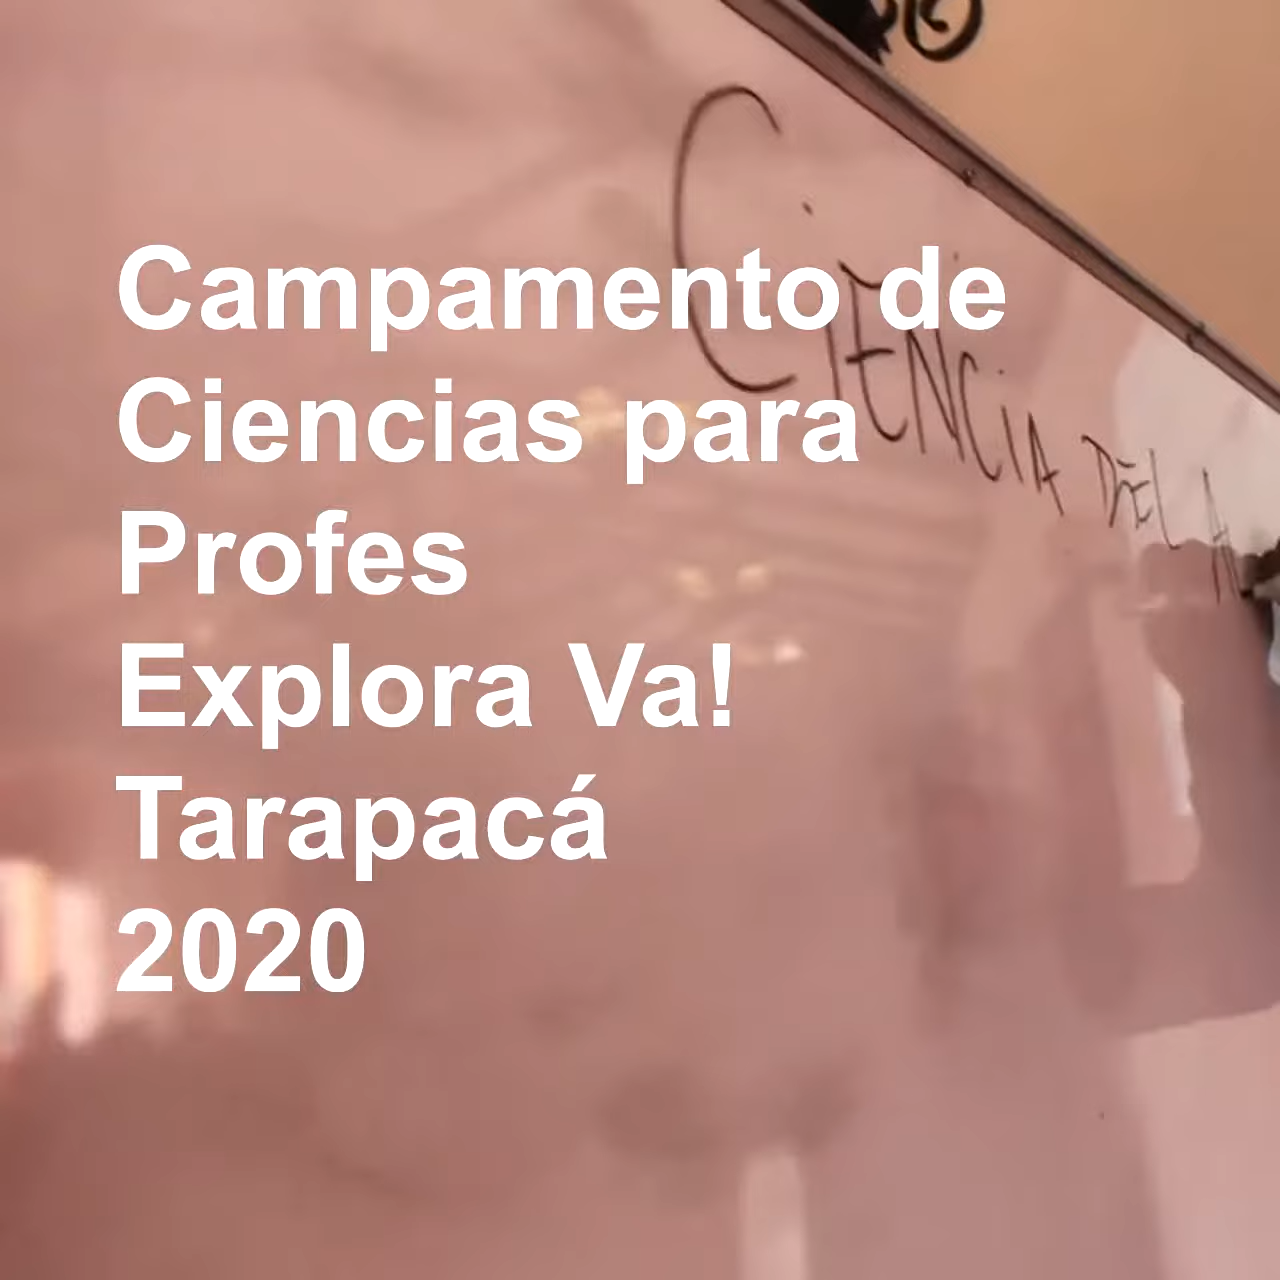 Campamento de
Ciencias para
Profes
Explora Va!
Tarapacá
2020
CiENCiA DEL A